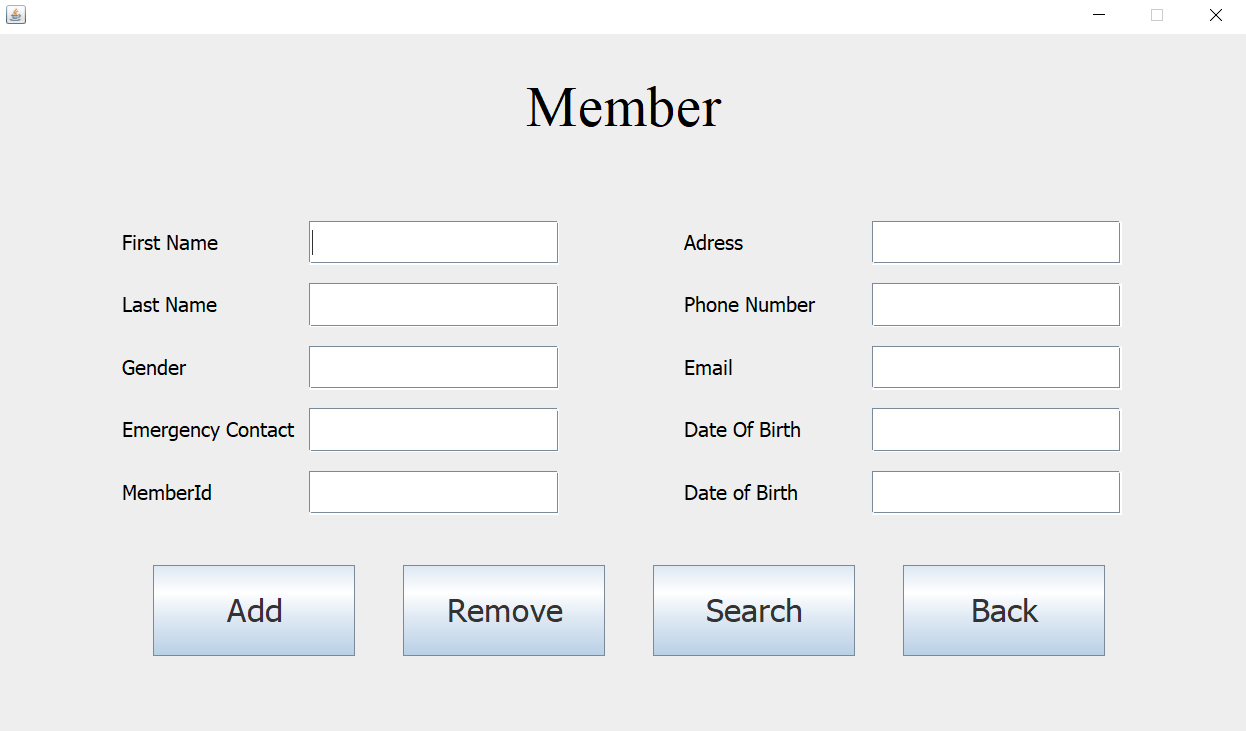 Member
First Name
Adress
Last Name
Phone Number
Gender
Email
Emergency Contact
Date Of Birth
MemberId
Date of Birth
Add
Remove
Search
Back